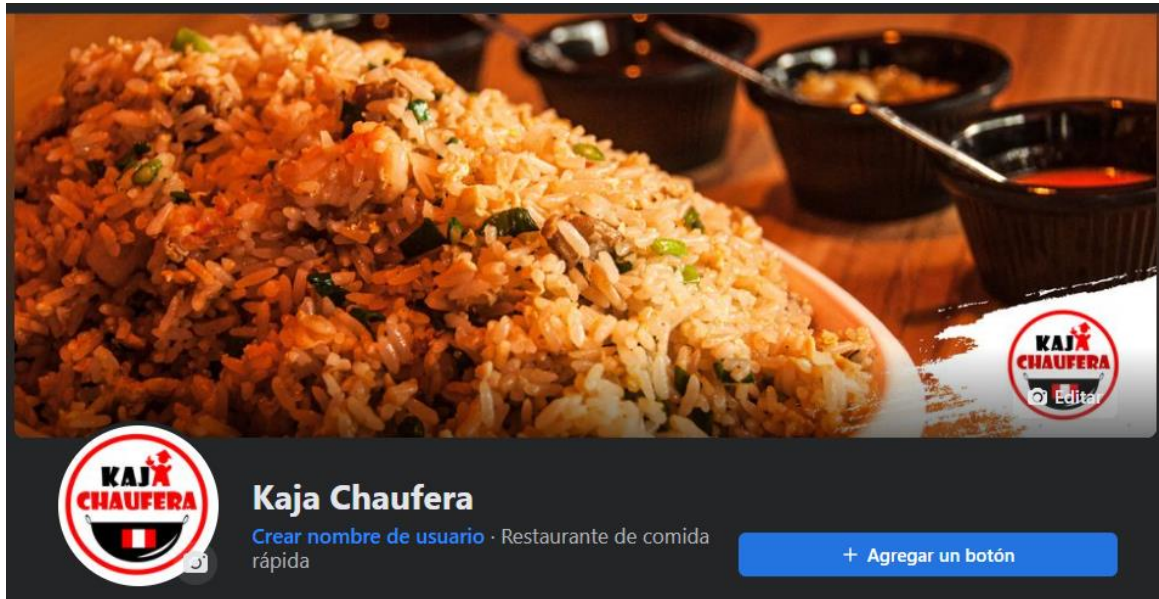 KAJA
CHAUFERA
Editar
KAJA
CHAUFERA
Kaja Chaufera
Crear nombre de usuario · Restaurante de comida
rápida
+ Agregar un botón